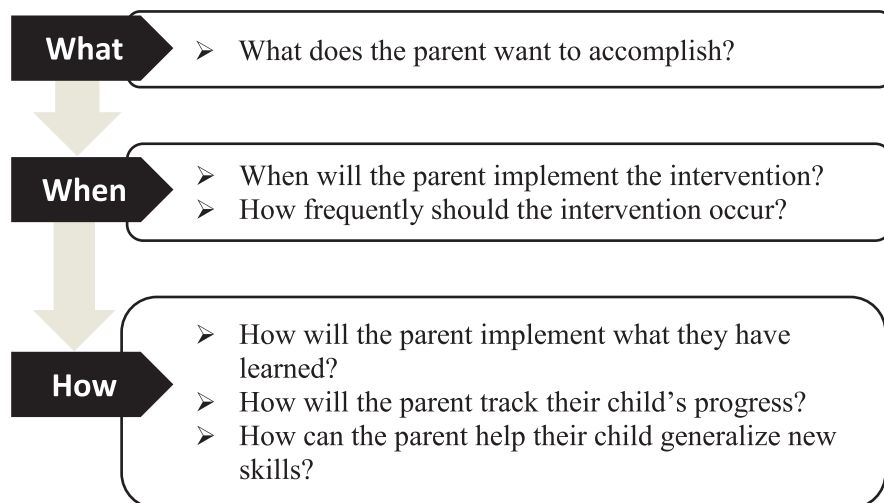 What
➢ What does the parent want to accomplish?
When
➢ When will the parent implement the intervention?
➢ How frequently should the intervention occur?
How
➢ How will the parent implement what they have
learned?
➢ How will the parent track their child’s progress?
➢ How can the parent help their child generalize new
skills?